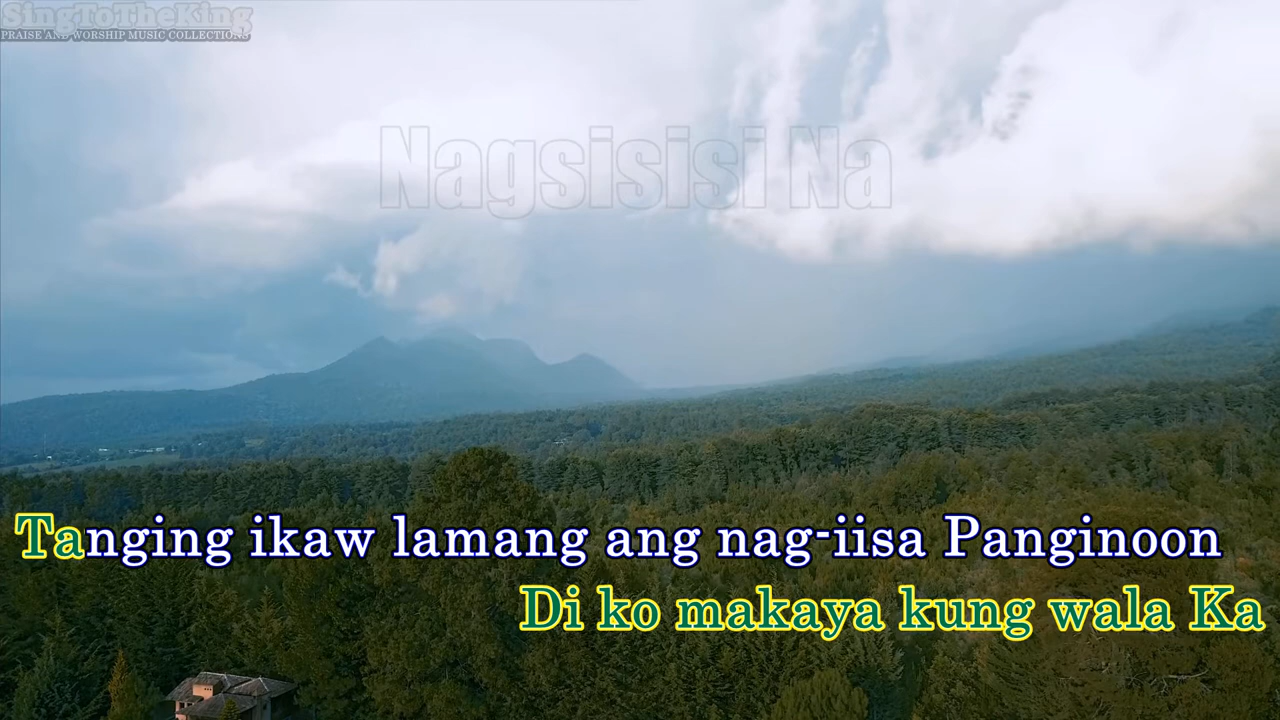 SingToTheKing
PRAISE AND WORSHIP MUSIC COLLECTIONS
Nagsisisi Na
Tanging ikaw lamang ang nag-iisa Panginoon
Di ko makaya kung wala Ka